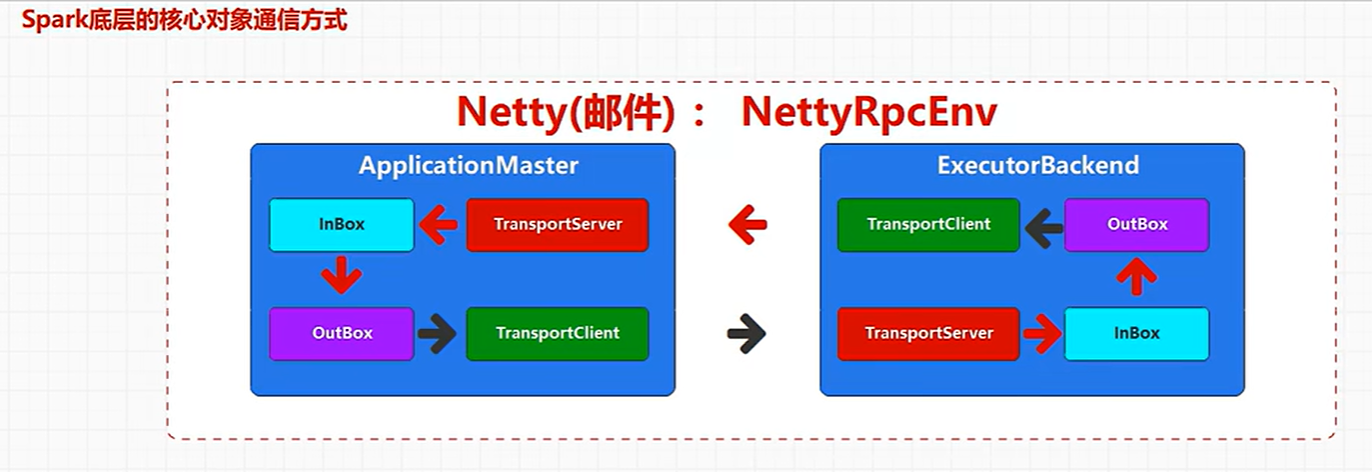 Spark底层的核心对象通信方式
Netty(邮件)： NettyRpcEnv
ApplicationMaster
InBox
TransportServer
OutBox
TransportClient
ExecutorBackend
TransportClient
OutBox
TransportServer
InBox